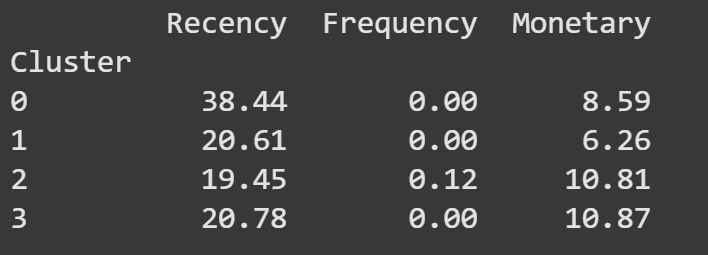 Recency Frequency Monetary
Cluster
0 38.44 0.00 8.59
1 20.61 0.00 6.26
2 19.45 0.12 10.81
3 20.78 0.00 10.87